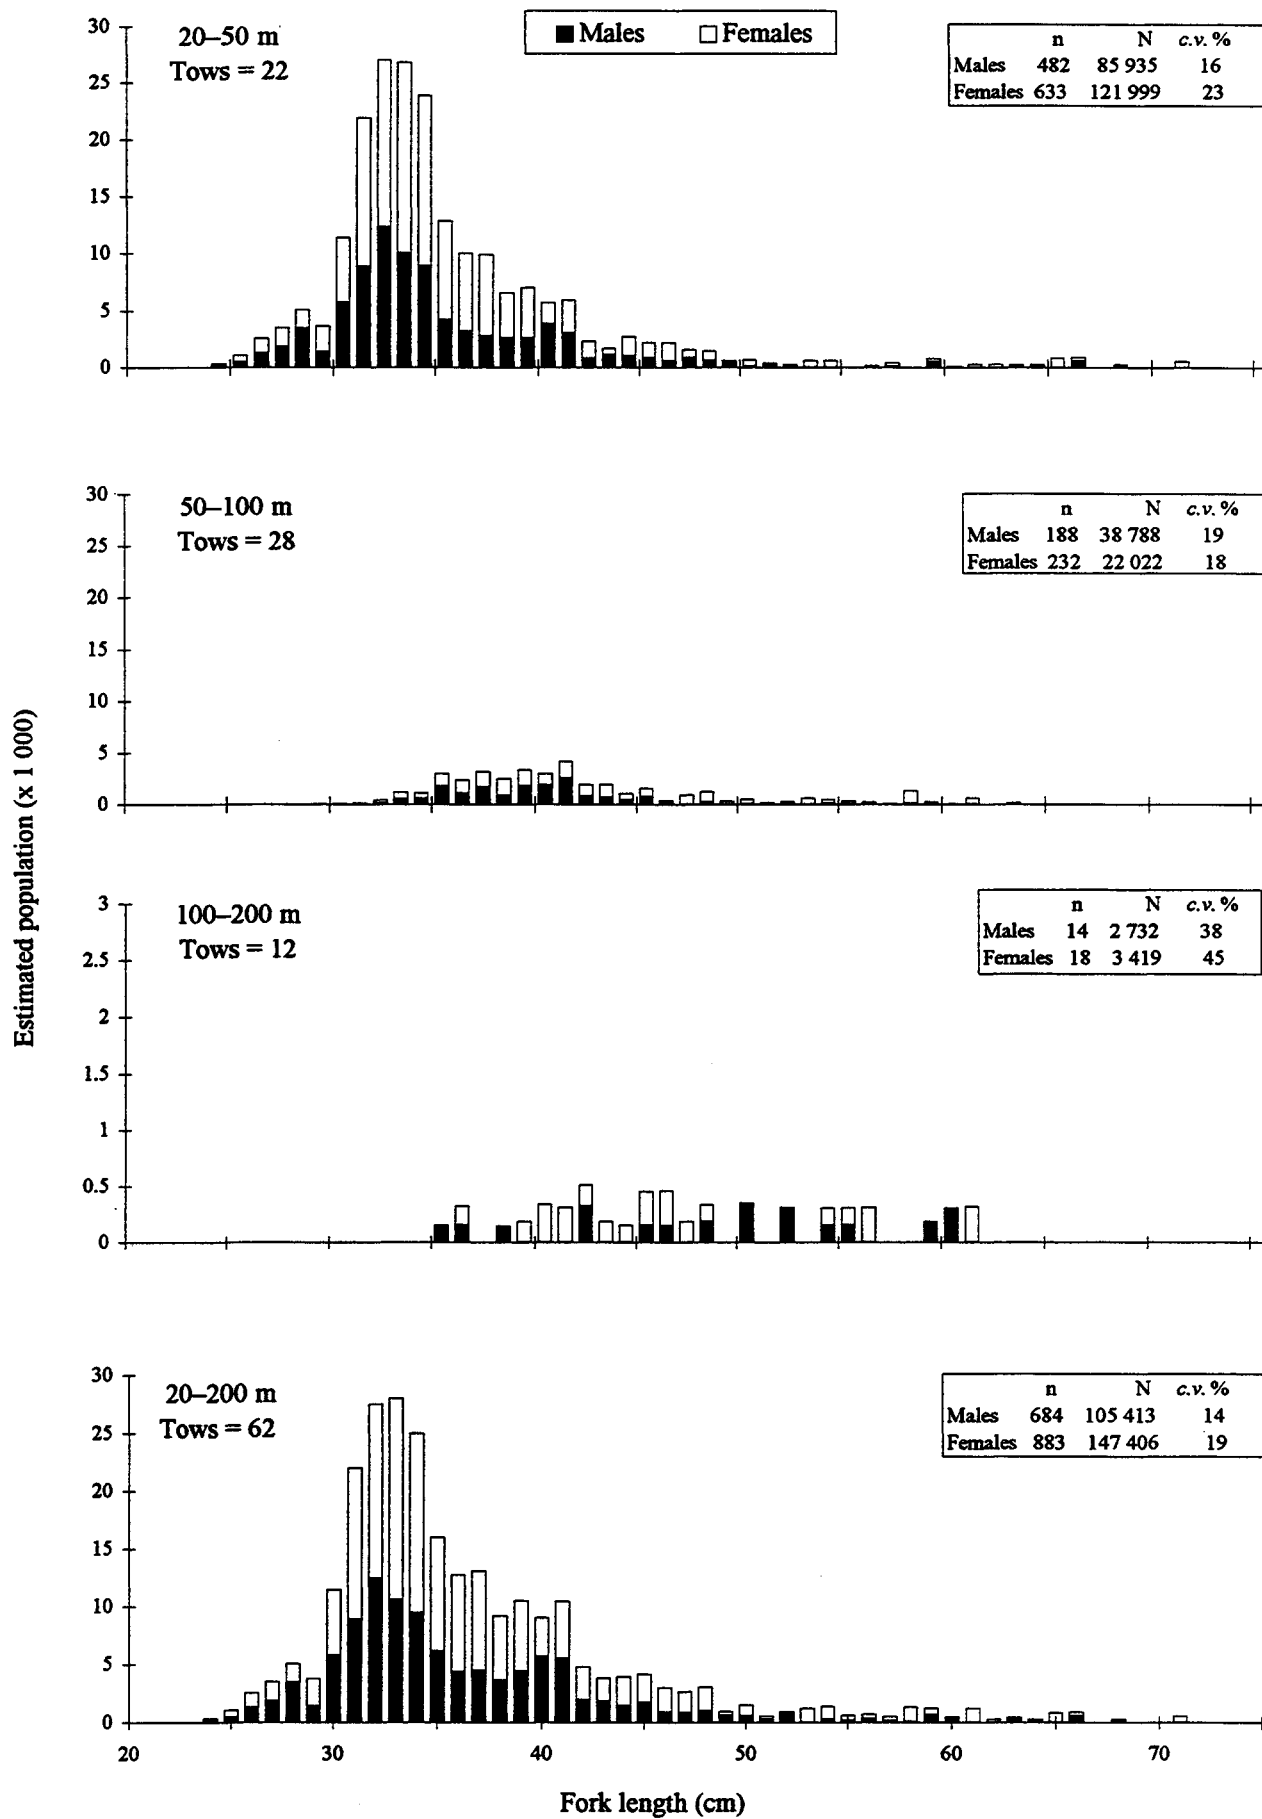 Males Females
20–50 m
Tows = 22
n N c.v. %
Males 482 85 935 16
Females 633 121 999 23
30
25
20
15
10
5
0
50–100 m
Tows = 28
n N c.v. %
Males 188 38 788 19
Females 232 22 022 18
30
25
20
15
10
5
0
Estimated population (x 1 000)
100–200 m
Tows = 12
n N c.v. %
Males 14 2 732 38
Females 18 3 419 45
3
2.5
2
1.5
1
0.5
0
20–200 m
Tows = 62
n N c.v. %
Males 684 105 413 14
Females 883 147 406 19
30
25
20
15
10
5
0
20 30 40 50 60 70
Fork length (cm)